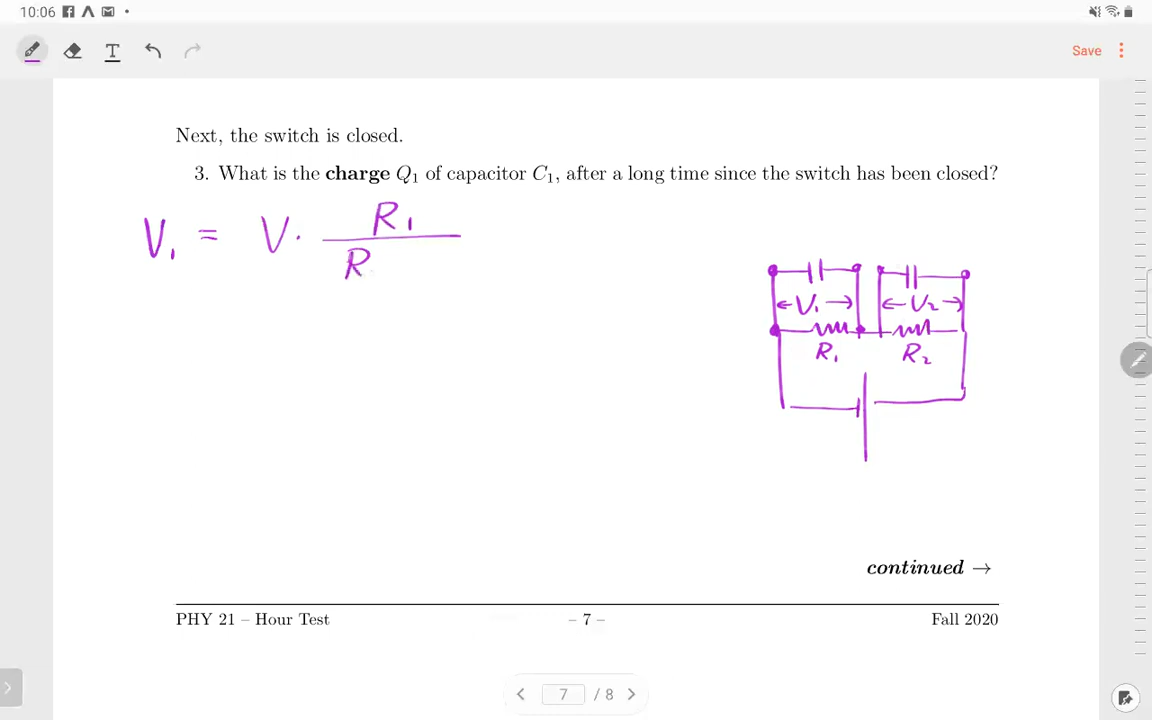 10:06
Save
Next, the switch is closed.
3. What is the charge Q₁ of capacitor C₁, after a long time since the switch has been closed?
V₁ = V · R₁ / R
V₁ V₂
R₁ R₂
continued →
PHY 21 – Hour Test – 7 – Fall 2020
7 / 8